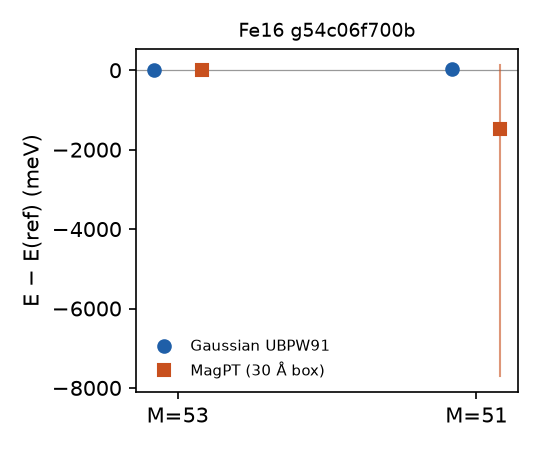 Fe16 g54c06f700b
E − E(ref) (meV)
0
−2000
−4000
−6000
−8000
Gaussian UBPW91
MagPT (30 Å box)
M=53
M=51